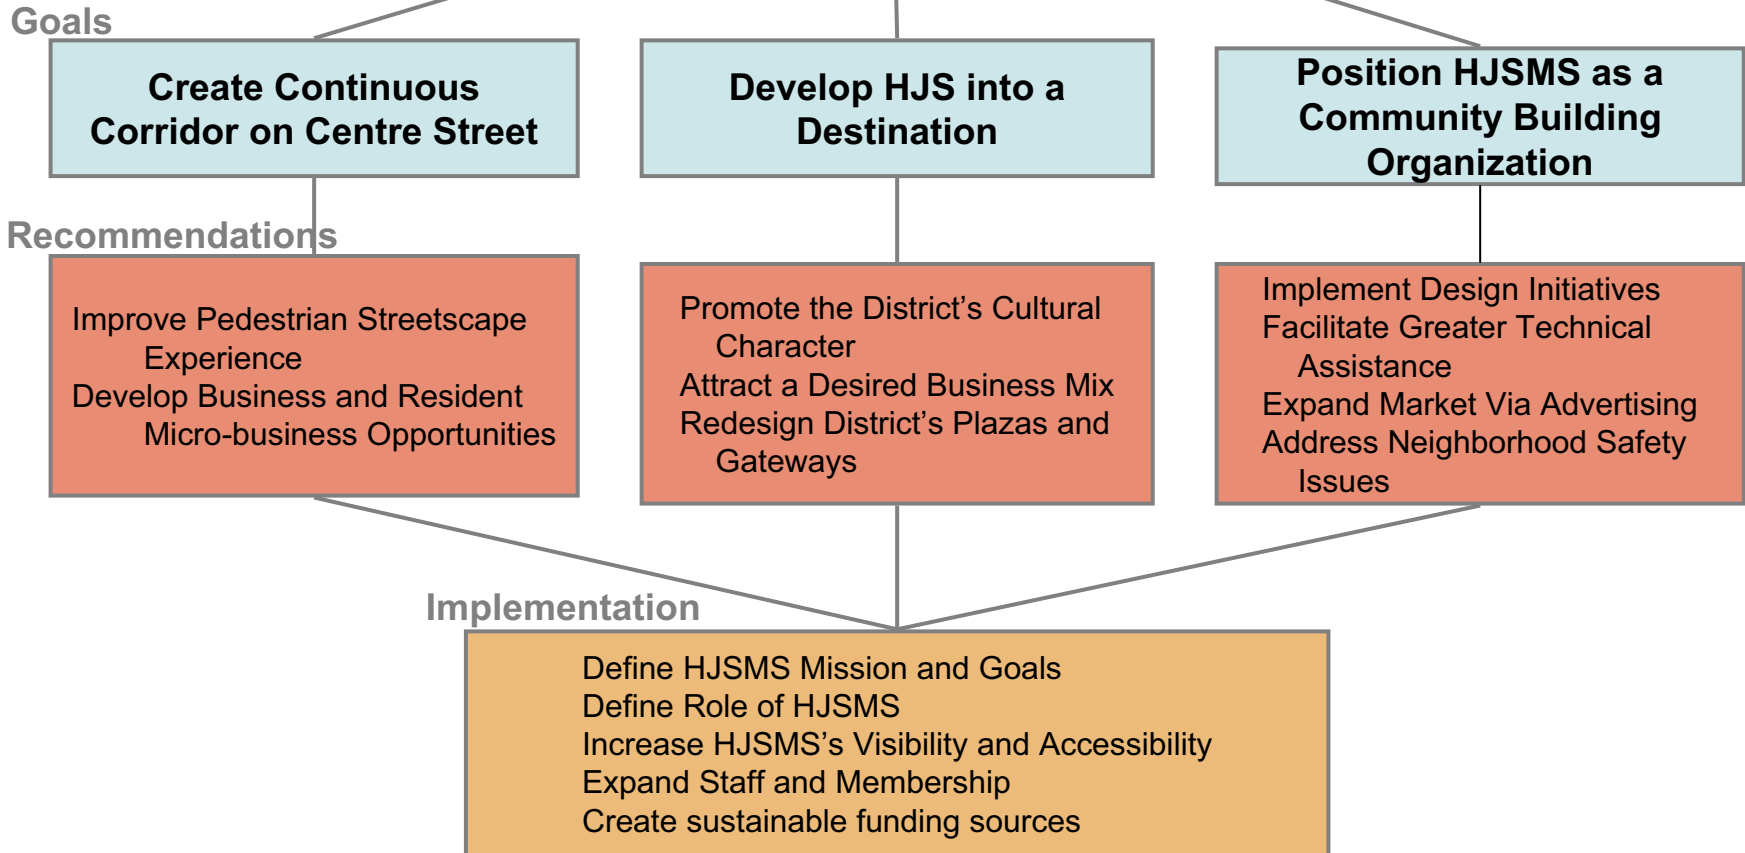 Goals
Create Continuous
Corridor on Centre Street
Develop HJS into a
Destination
Position HJSMS as a
Community Building
Organization
Recommendations
Improve Pedestrian Streetscape
Experience
Develop Business and Resident
Micro-business Opportunities
Promote the District’s Cultural
Character
Attract a Desired Business Mix
Redesign District’s Plazas and
Gateways
Implement Design Initiatives
Facilitate Greater Technical
Assistance
Expand Market Via Advertising
Address Neighborhood Safety
Issues
Implementation
Define HJSMS Mission and Goals
Define Role of HJSMS
Increase HJSMS’s Visibility and Accessibility
Expand Staff and Membership
Create sustainable funding sources